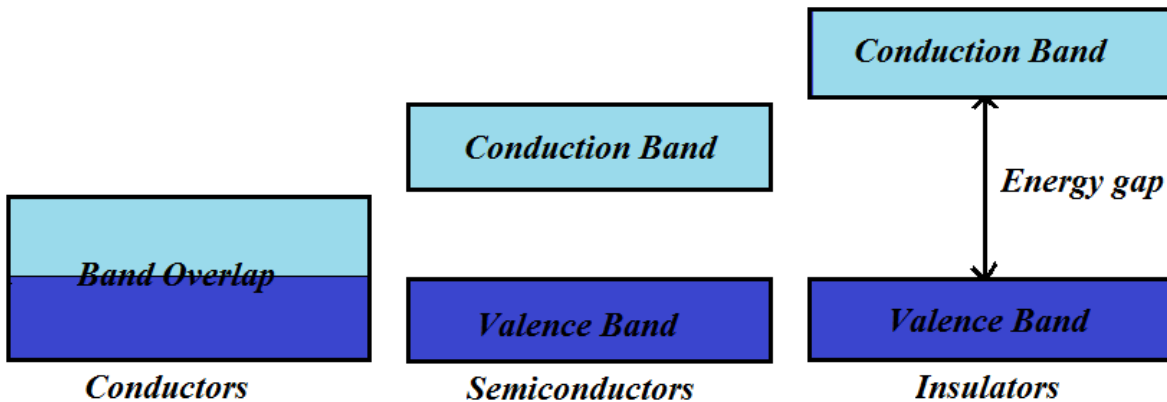 Conduction Band
Conduction Band
Energy gap
Band Overlap
Valence Band
Valence Band
Conductors
Semiconductors
Insulators